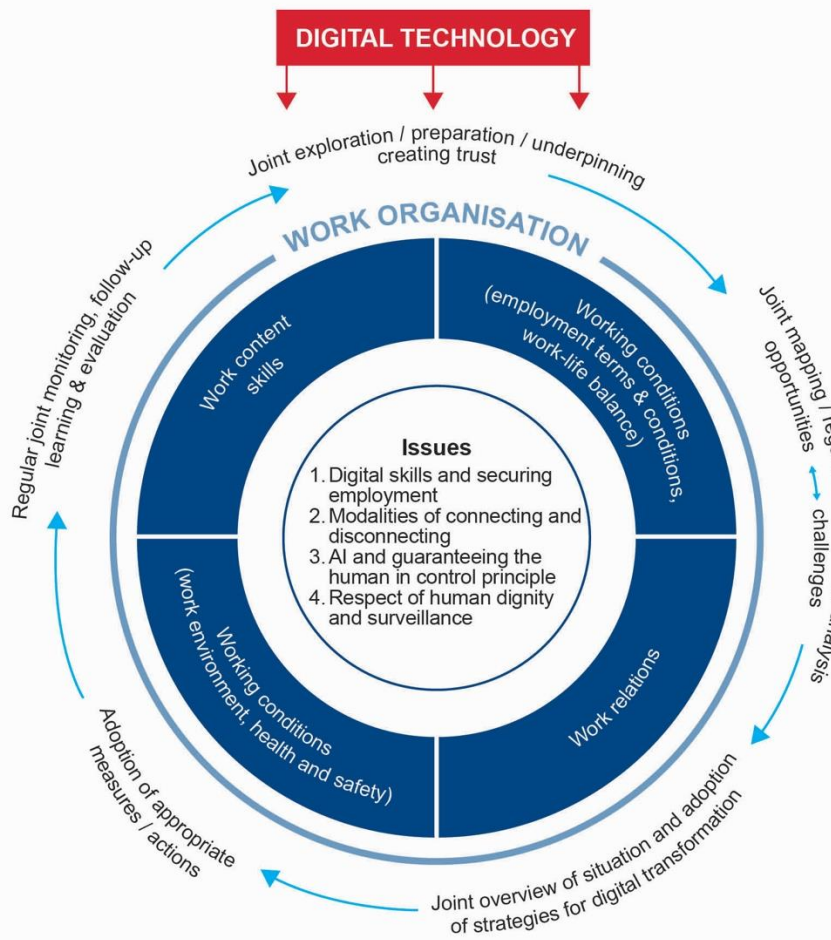 DIGITAL TECHNOLOGY
Joint exploration / preparation / underpinning
creating trust
WORK ORGANISATION
Work content
skills
Working conditions
(employment terms & conditions,
work-life balance)
Joint mapping /
opportunities
challenges
Issues
1. Digital skills and securing
employment
2. Modalities of connecting and
disconnecting
3. AI and guaranteeing the
human in control principle
4. Respect of human dignity
and surveillance
Working conditions
(work environment, health and safety)
Work relations
Joint overview of situation and adoption
of strategies for digital transformation
Adoption of appropriate
measures / actions
Regular joint monitoring, follow-up
learning & evaluation